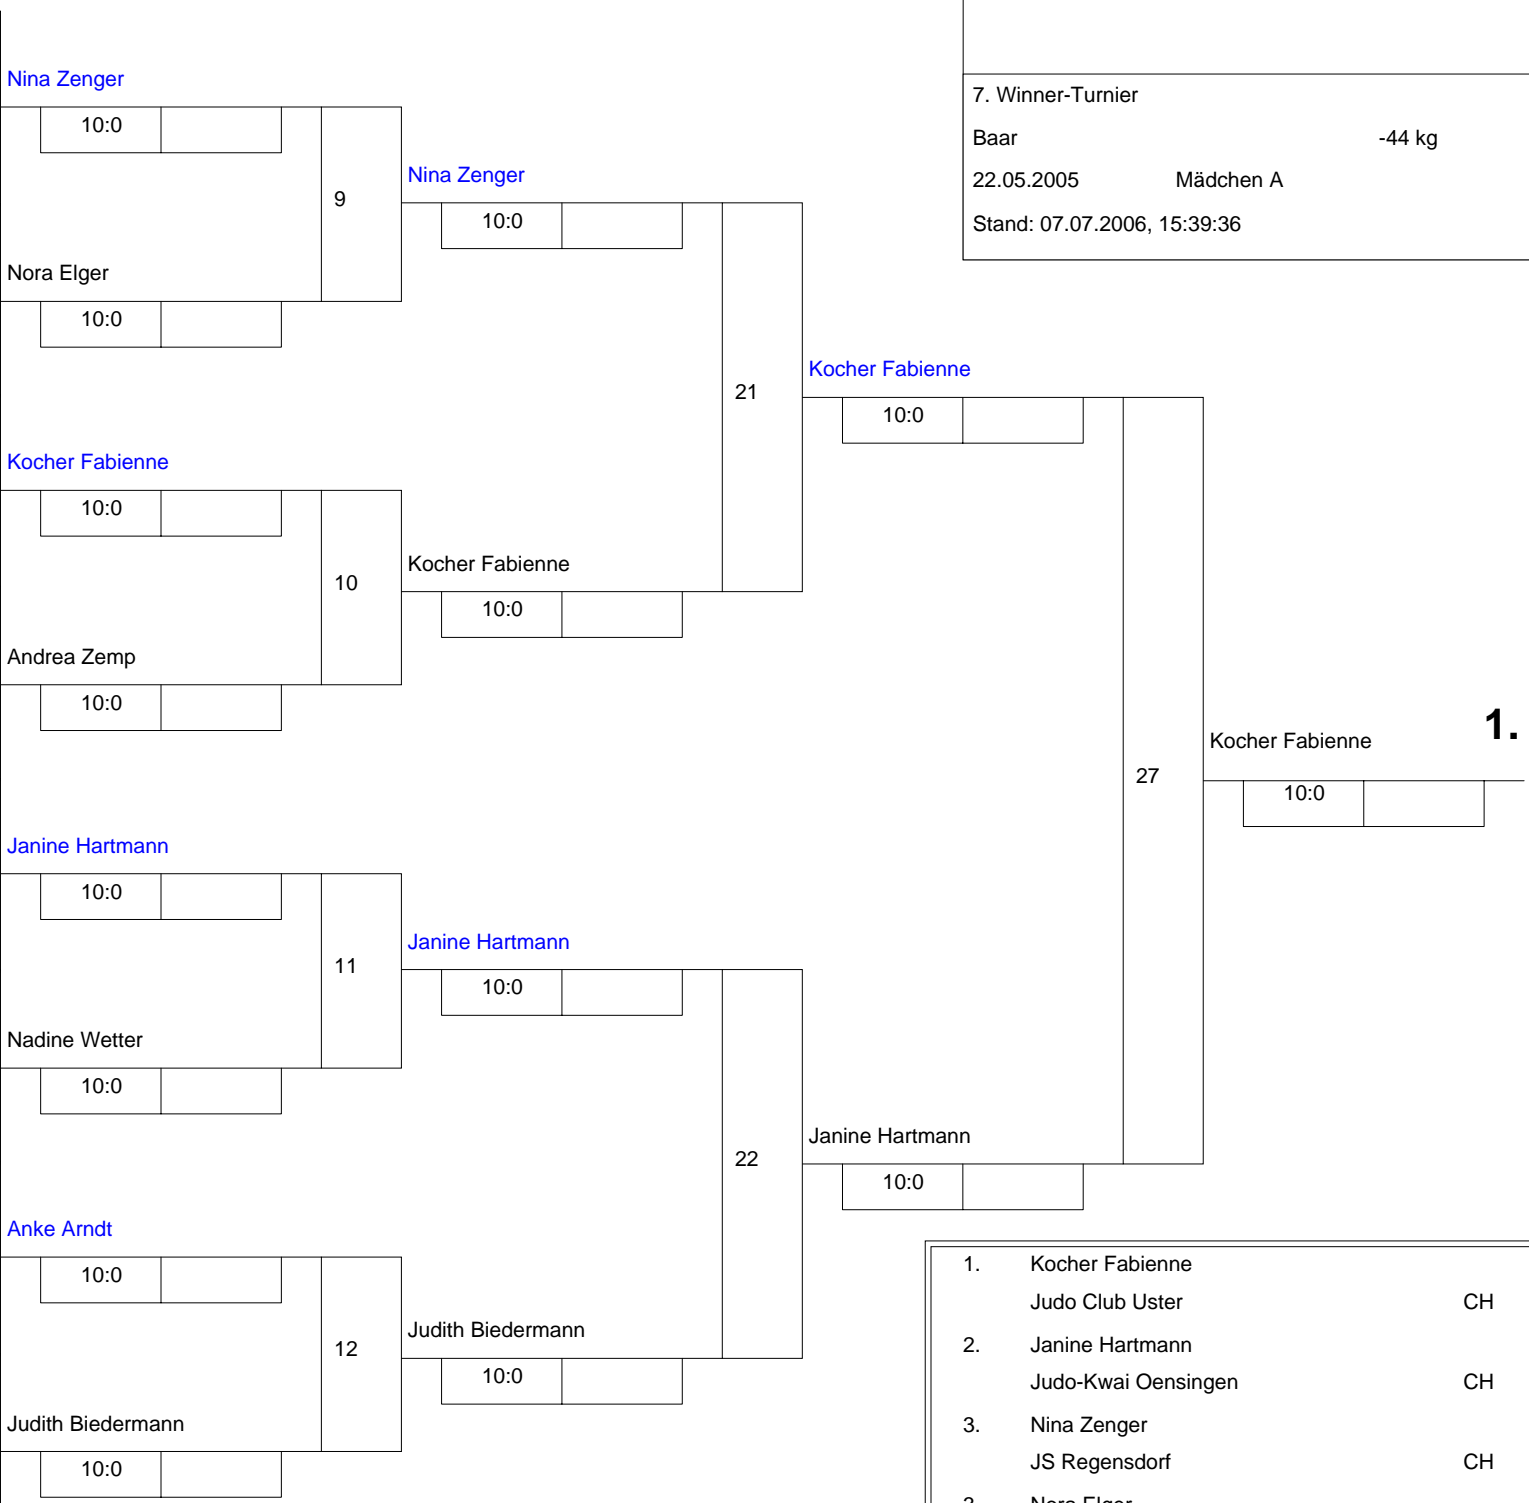 7. Winner-Turnier
Baar -44 kg
22.05.2005 Mädchen A
Stand: 07.07.2006, 15:39:36
Nina Zenger
10:0
9
Nora Elger
10:0
Kocher Fabienne
10:0
10
Andrea Zemp
10:0
Janine Hartmann
10:0
11
Nadine Wetter
10:0
Anke Arndt
10:0
12
Judith Biedermann
10:0
Nina Zenger
10:0
21
Kocher Fabienne
10:0
Janine Hartmann
10:0
22
Judith Biedermann
10:0
Kocher Fabienne
10:0
27
Janine Hartmann
10:0
Kocher Fabienne 1.
10:0
1. Kocher Fabienne
Judo Club Uster CH
2. Janine Hartmann
Judo-Kwai Oensingen CH
3. Nina Zenger
JS Regensdorf CH
3. Nora Elger